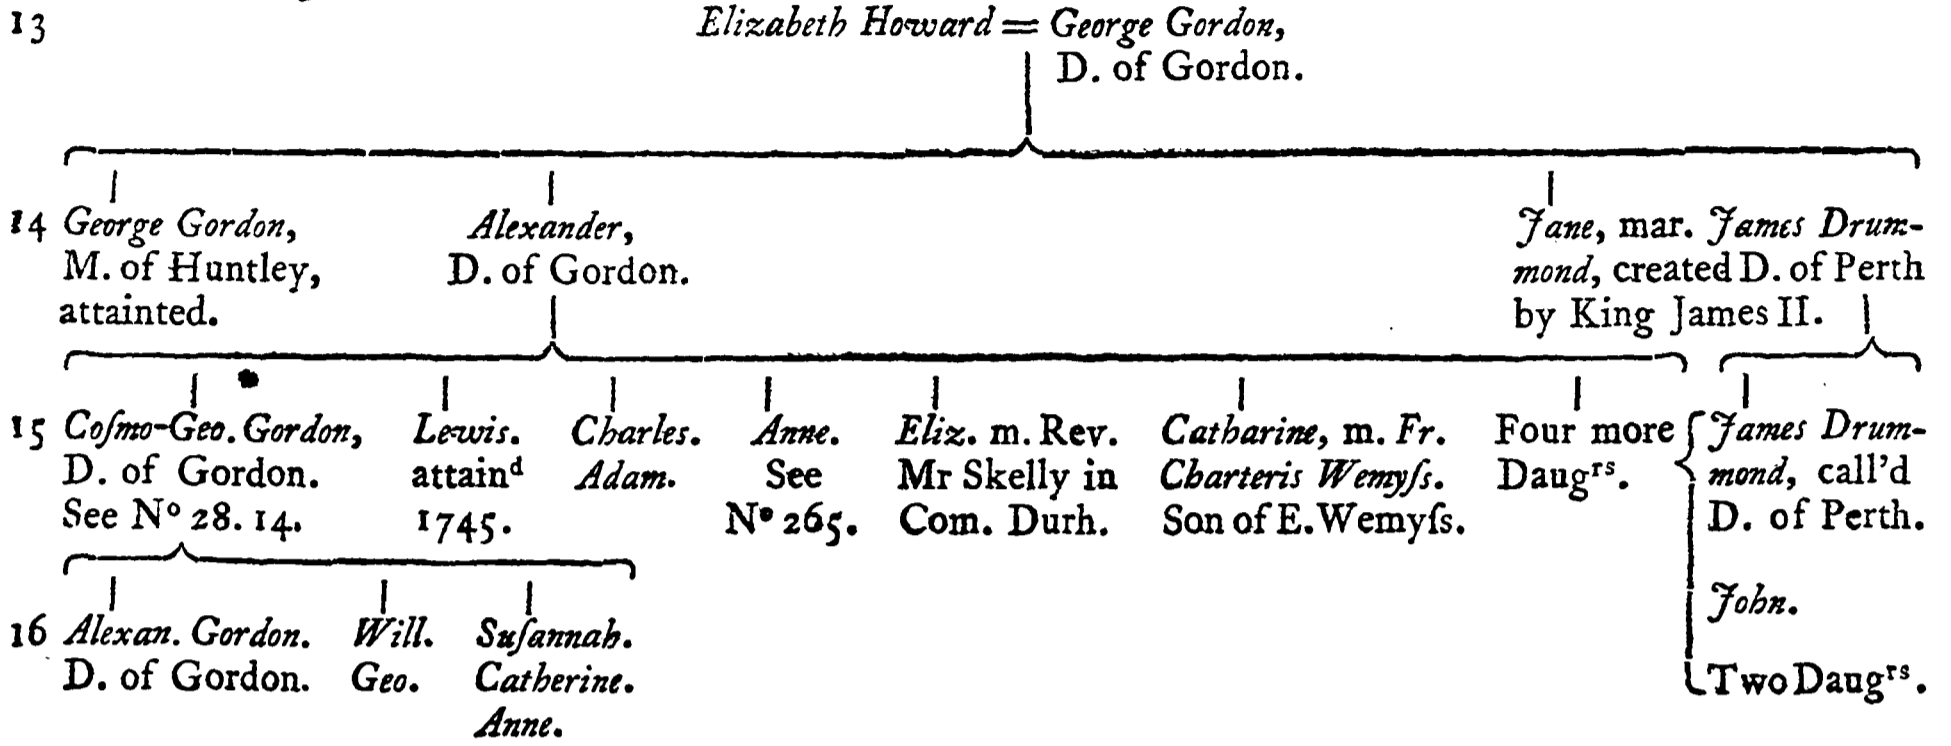 13 Elizabeth Howard = George Gordon,
D. of Gordon.
14 George Gordon,
M. of Huntley,
attainted.
Alexander,
D. of Gordon.
Jane, mar. James Drum-
mond, created D. of Perth
by King James II.
15 Coſmo-Geo. Gordon,
D. of Gordon.
See Nº 28. 14.
Lewis.
attainᵈ
1745.
Charles.
Adam.
Anne.
See
Nº 265.
Eliz. m. Rev.
Mr Skelly in
Com. Durh.
Catharine, m. Fr.
Charteris Wemyſs.
Son of E. Wemyſs.
Four more
Daugʳˢ.
James Drum-
mond, call'd
D. of Perth.
John.
Two Daugʳˢ.
16 Alexan. Gordon.
D. of Gordon.
Will.
Geo.
Suſannah.
Catherine.
Anne.